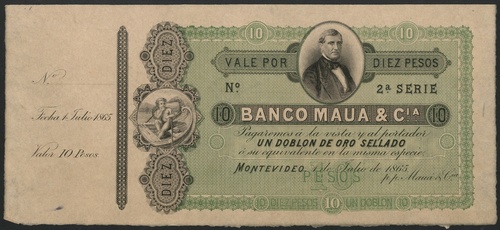 10
VALE POR DIEZ PESOS
Nº
Nº 2ª SERIE
DIEZ
10 BANCO MAUA & Cia 10
Fecha 1 Julio 1865
Pagaremos á la vista y al portador
UN DOBLON DE ORO SELLADO
ó su equivalente en la misma especie
Valor 10 Pesos
MONTEVIDEO 1 de Julio de 1865
PESOS
p.p. Maua & Cia
DIEZ
10 DIEZ PESOS 10 UN DOBLON 10